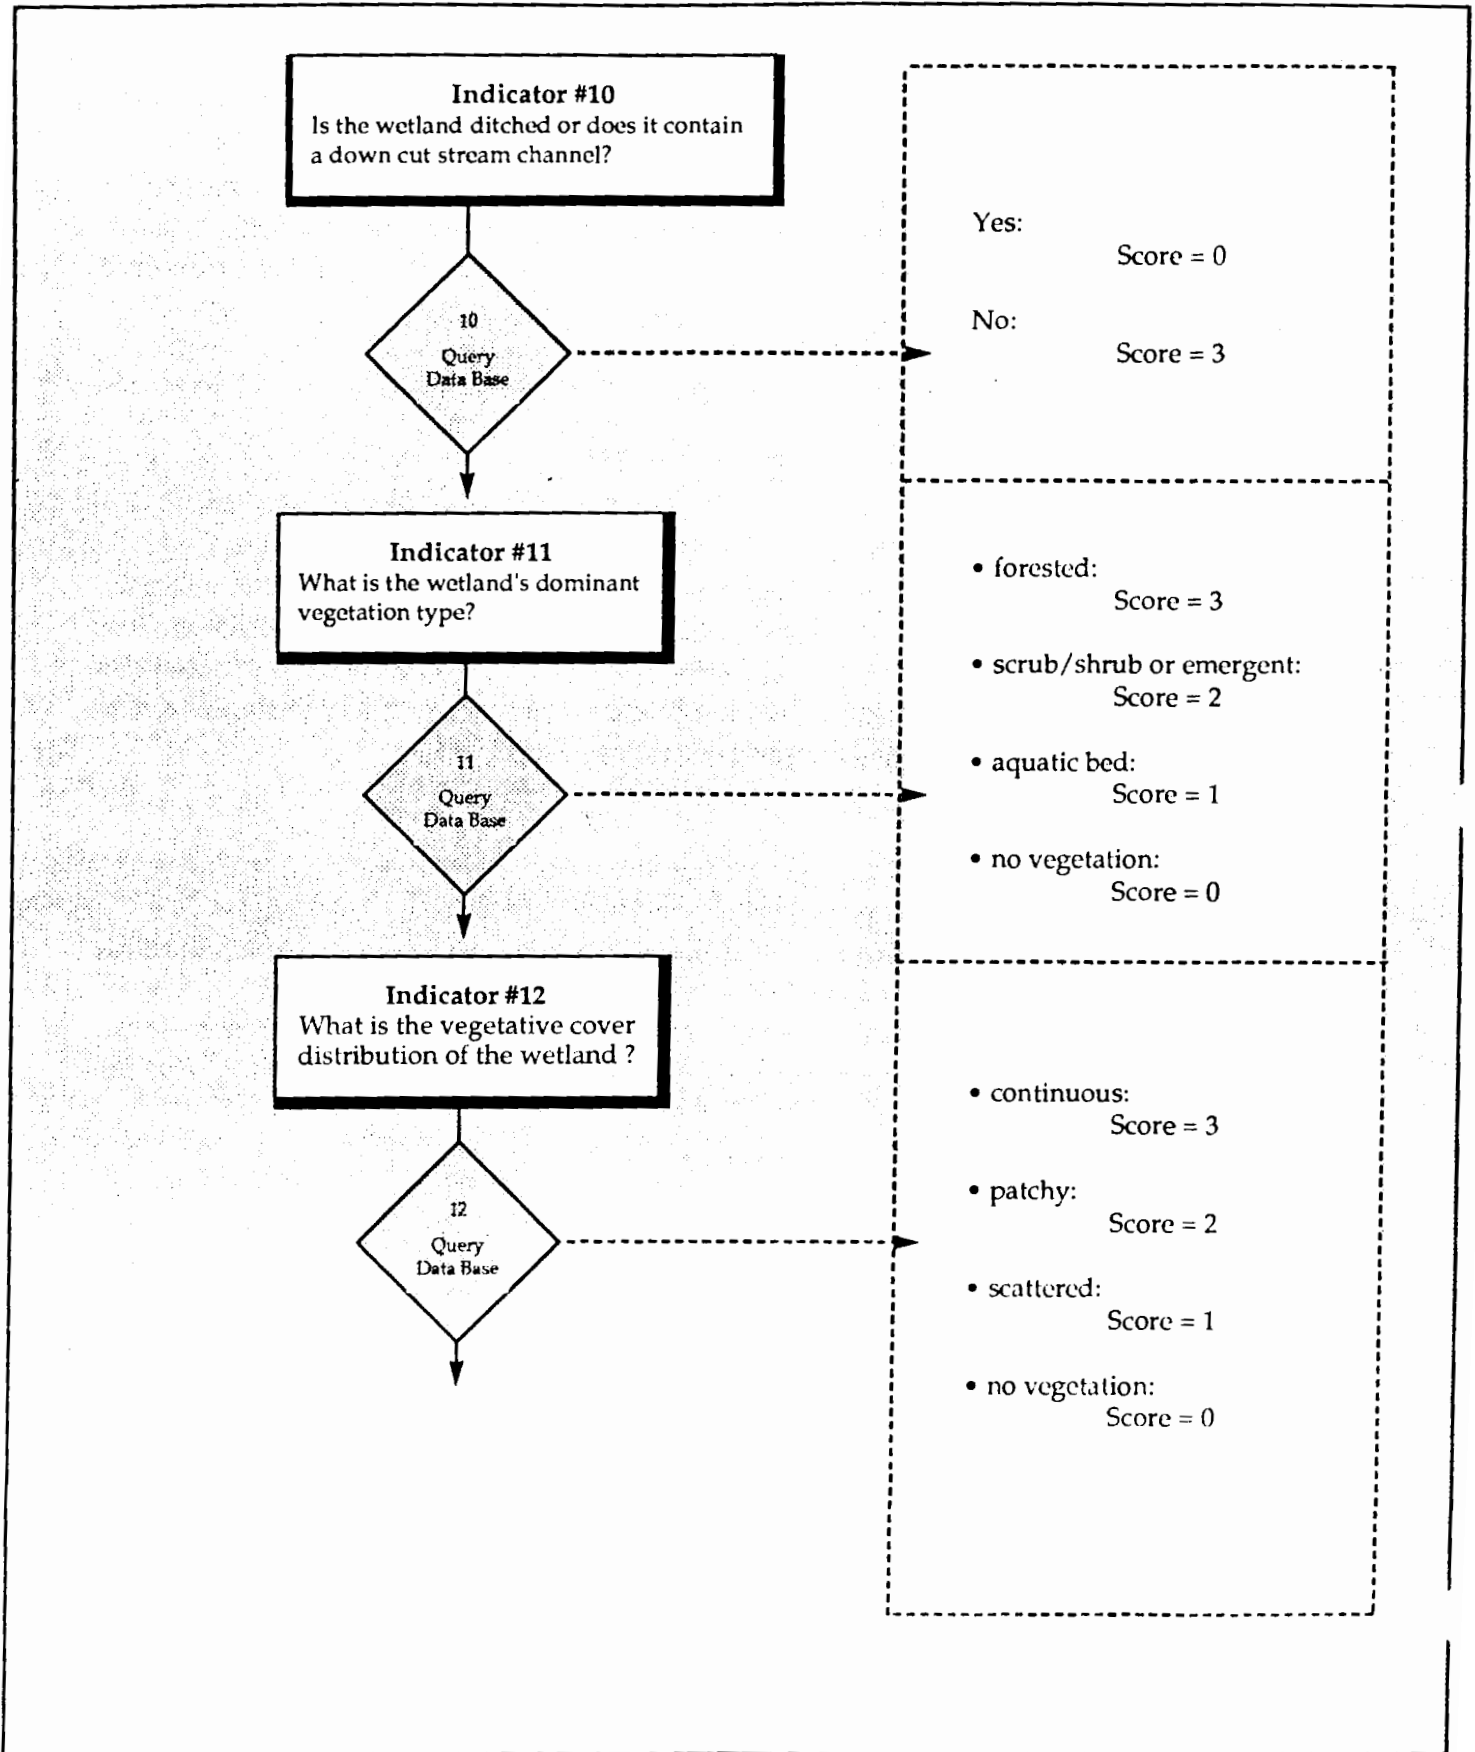 Indicator #10
Is the wetland ditched or does it contain
a down cut stream channel?
10
Query
Data Base
Yes:
Score = 0
No:
Score = 3
Indicator #11
What is the wetland's dominant
vegetation type?
11
Query
Data Base
• forested:
Score = 3
• scrub/shrub or emergent:
Score = 2
• aquatic bed:
Score = 1
• no vegetation:
Score = 0
Indicator #12
What is the vegetative cover
distribution of the wetland ?
12
Query
Data Base
• continuous:
Score = 3
• patchy:
Score = 2
• scattered:
Score = 1
• no vegetation:
Score = 0